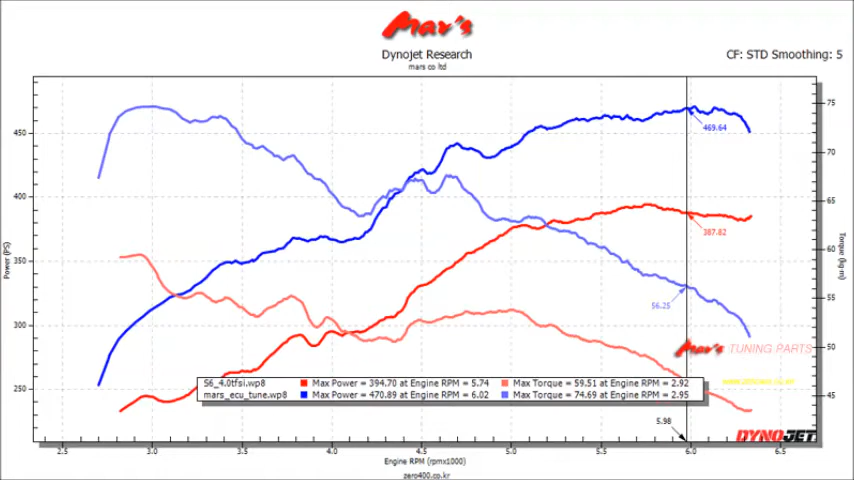 Mar's
Dynojet Research
CF: STD Smoothing: 5
mars co ltd
75
450
469.64
70
400
65
387.82
Power (PS)
60
Torque (kg·m)
350
56.25
55
300
50
Mar's TUNING PARTS
S6_4.0tfsi.wp8 Max Power = 394.70 at Engine RPM = 5.74 Max Torque = 59.51 at Engine RPM = 2.92
mars_ecu_tune.wp8 Max Power = 470.89 at Engine RPM = 6.02 Max Torque = 74.69 at Engine RPM = 2.95
250
45
5.98
DYNOJET
2.5 3.0 3.5 4.0 4.5 5.0 5.5 6.0 6.5
Engine RPM (rpmx1000)
zero400.co.kr